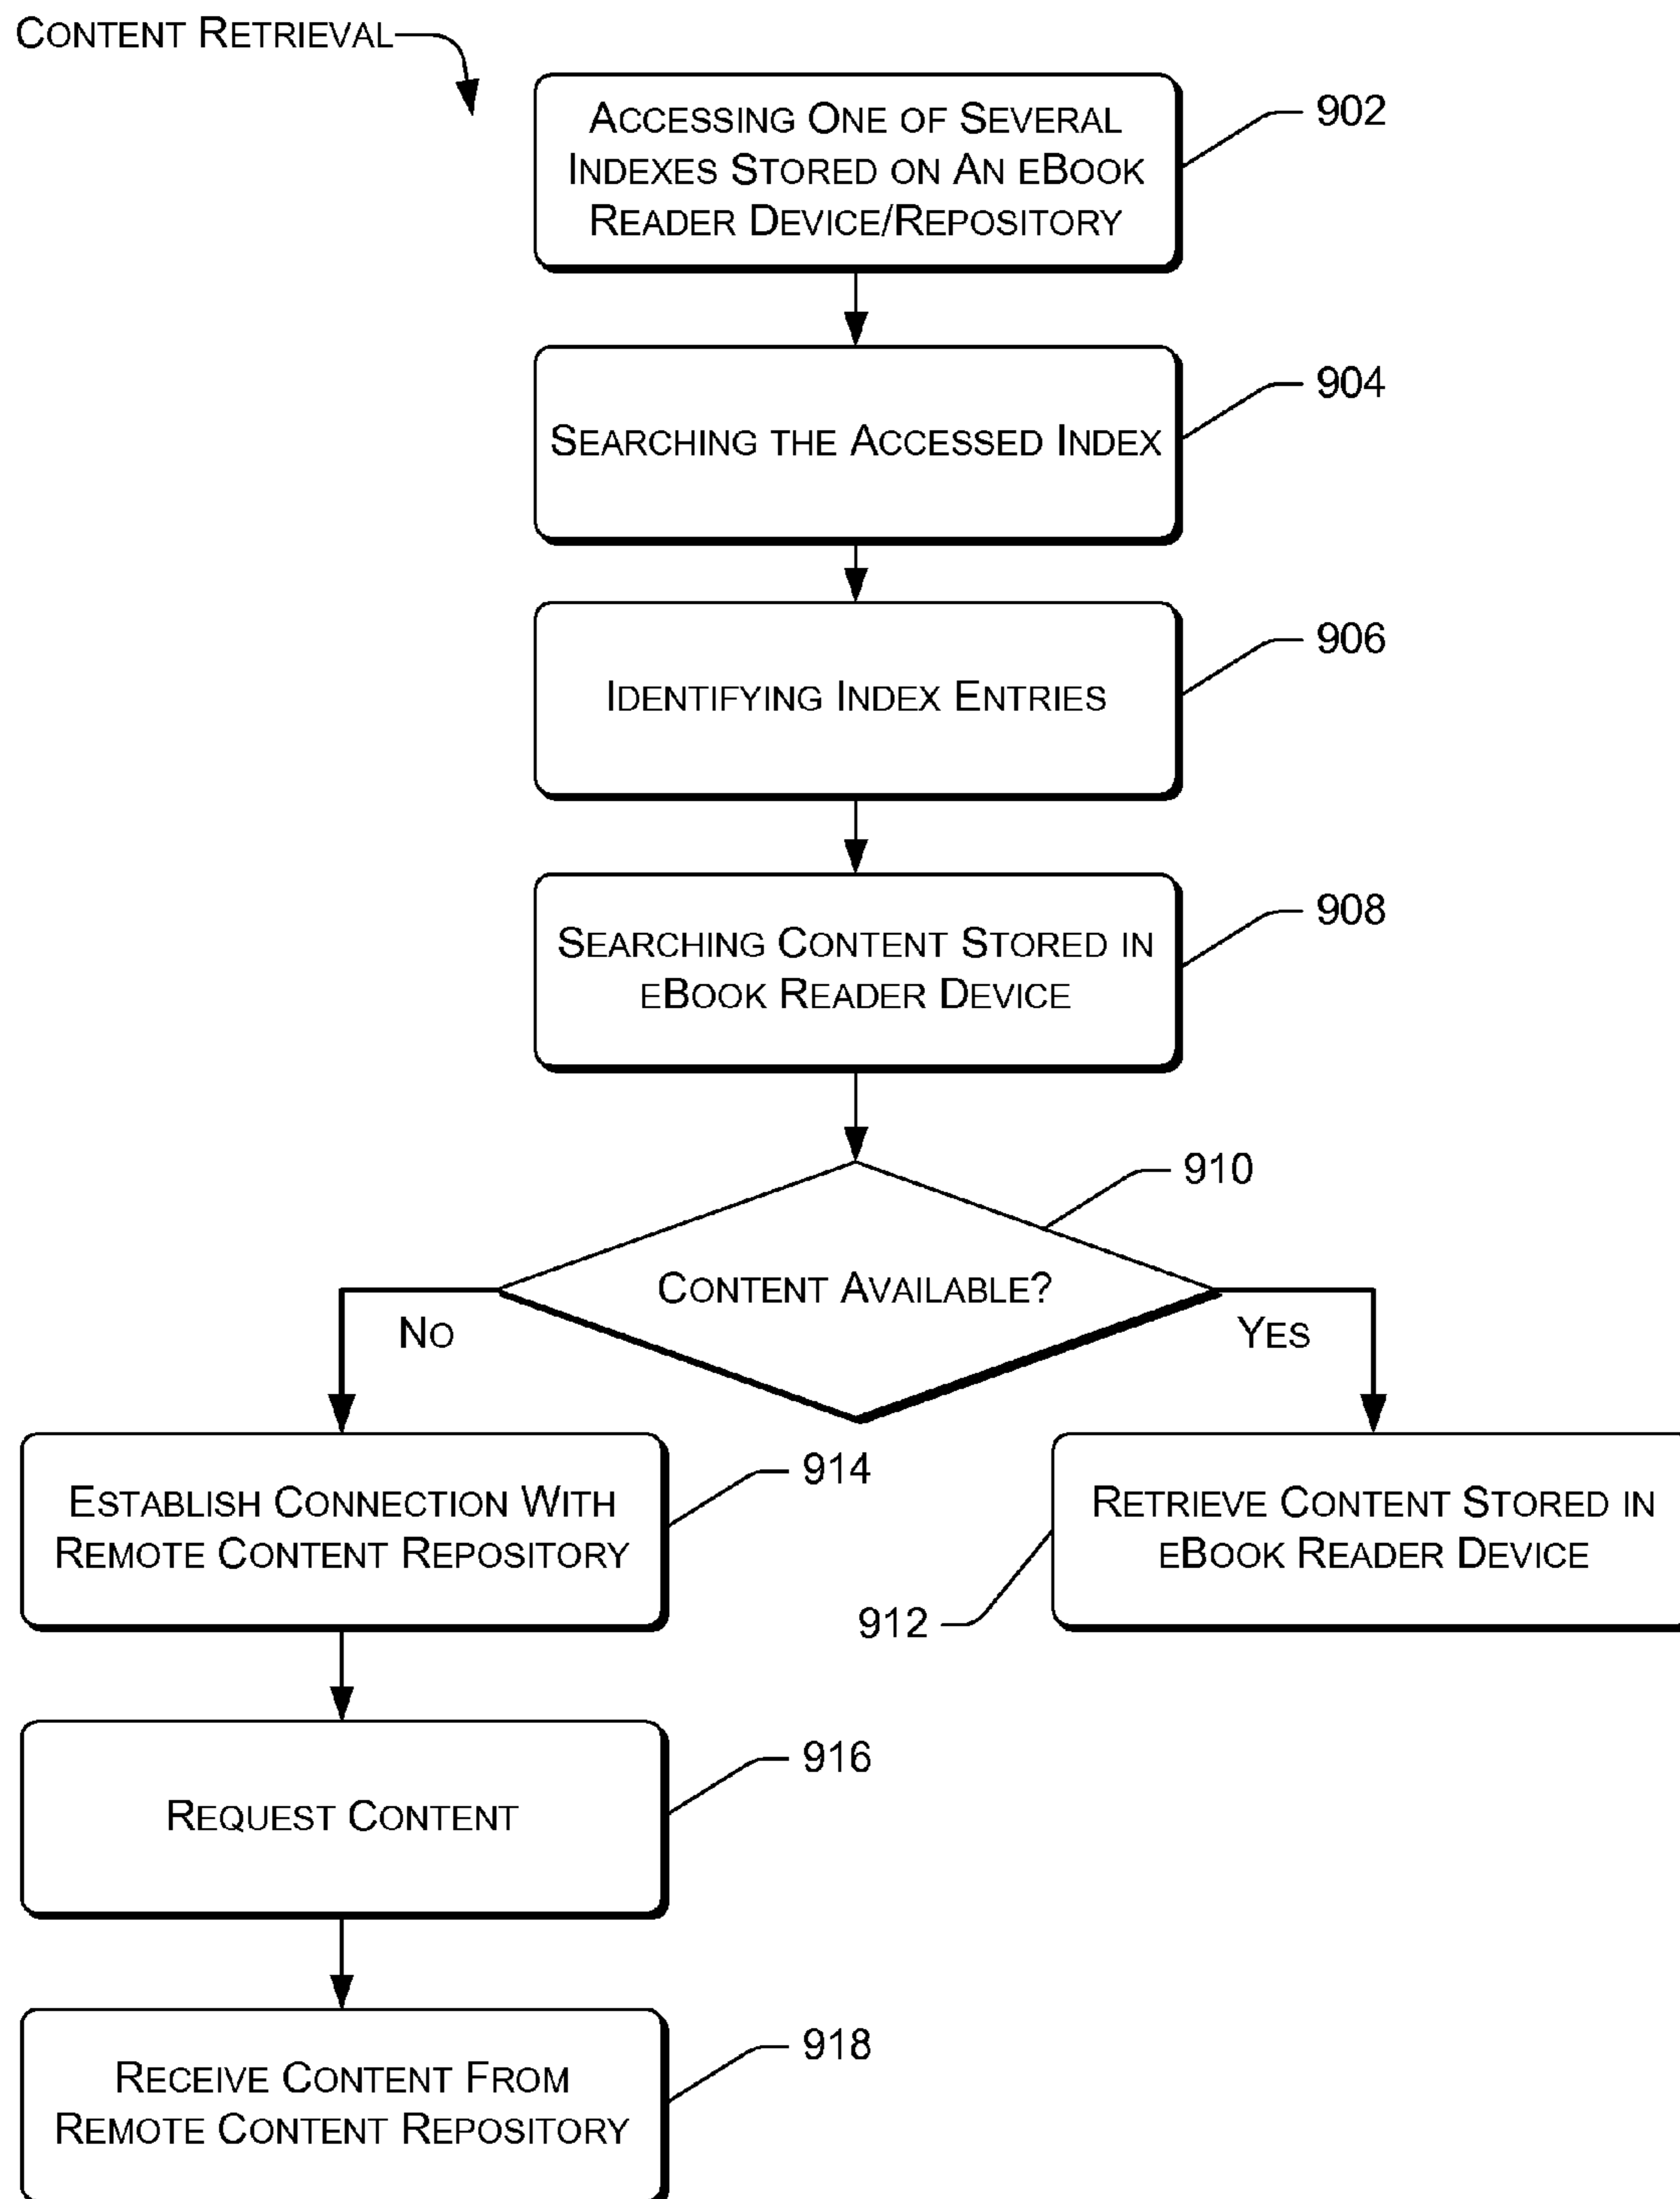 CONTENT RETRIEVAL
ACCESSING ONE OF SEVERAL
INDEXES STORED ON AN EBOOK
READER DEVICE/REPOSITORY
902
SEARCHING THE ACCESSED INDEX
904
IDENTIFYING INDEX ENTRIES
906
SEARCHING CONTENT STORED IN
EBOOK READER DEVICE
908
CONTENT AVAILABLE?
910
NO
YES
ESTABLISH CONNECTION WITH
REMOTE CONTENT REPOSITORY
914
RETRIEVE CONTENT STORED IN
EBOOK READER DEVICE
912
REQUEST CONTENT
916
RECEIVE CONTENT FROM
REMOTE CONTENT REPOSITORY
918